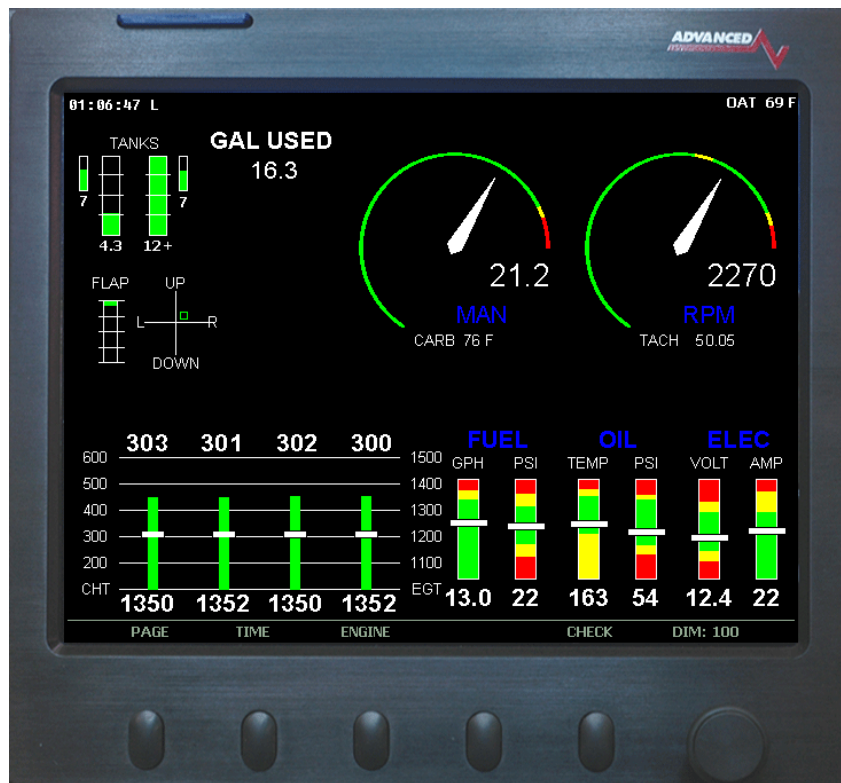 ADVANCED
01:06:47 L
OAT 69 F
TANKS
GAL USED
16.3
7
7
4.3
12+
21.2
2270
FLAP
UP
L
R
DOWN
MAN
RPM
CARB 76 F
TACH 50.05
303 301 302 300
FUEL OIL ELEC
GPH PSI TEMP PSI VOLT AMP
600 1500
500 1400
400 1300
300 1200
200 1100
CHT EGT
1350 1352 1350 1352
13.0 22 163 54 12.4 22
PAGE TIME ENGINE CHECK DIM: 100